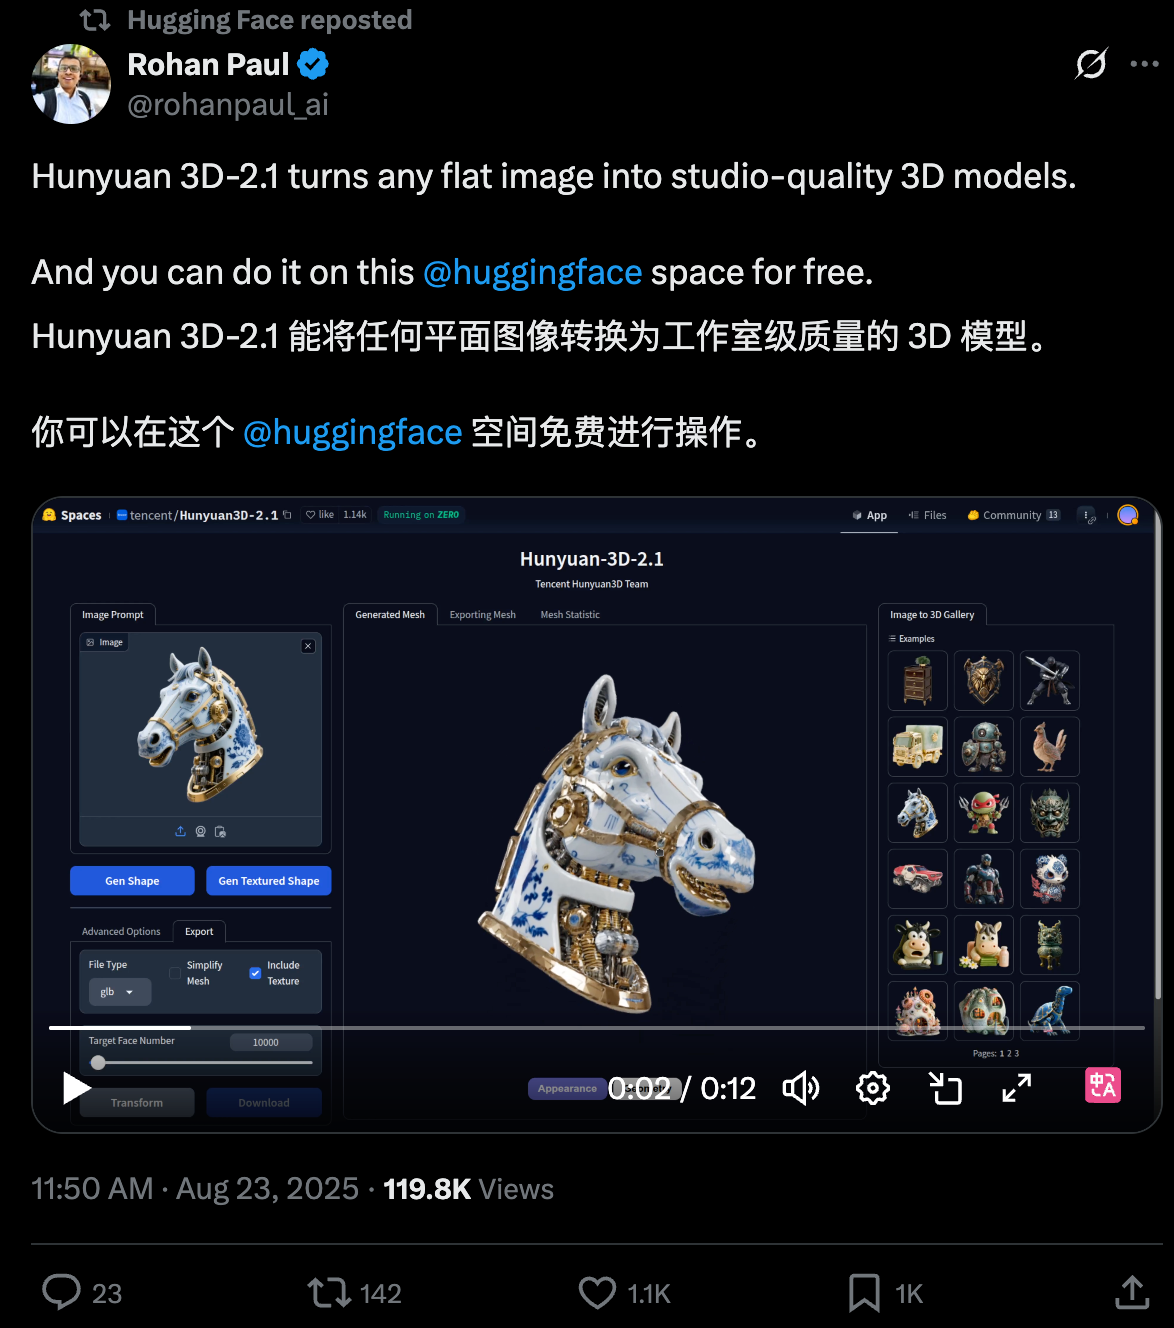 Hugging Face reposted
Rohan Paul
@rohanpaul_ai
Hunyuan 3D-2.1 turns any flat image into studio-quality 3D models.
And you can do it on this @huggingface space for free.
Hunyuan 3D-2.1 能将任何平面图像转换为工作室级质量的 3D 模型。
你可以在这个 @huggingface 空间免费进行操作。
Spaces tencent/Hunyuan3D-2.1 like 1.14k Running on ZERO App Files Community 13
Hunyuan-3D-2.1
Tencent Hunyuan3D Team
Image Prompt Generated Mesh Exporting Mesh Mesh Statistic Image to 3D Gallery
Image
Examples
Gen Shape Gen Textured Shape
Advanced Options Export
File Type Simplify Mesh Include Texture
glb
Target Face Number 10000
Pages: 1 2 3
Transform Download
Appearance Geometry
0:02 / 0:12
中A
11:50 AM · Aug 23, 2025 · 119.8K Views
23 142 1.1K 1K